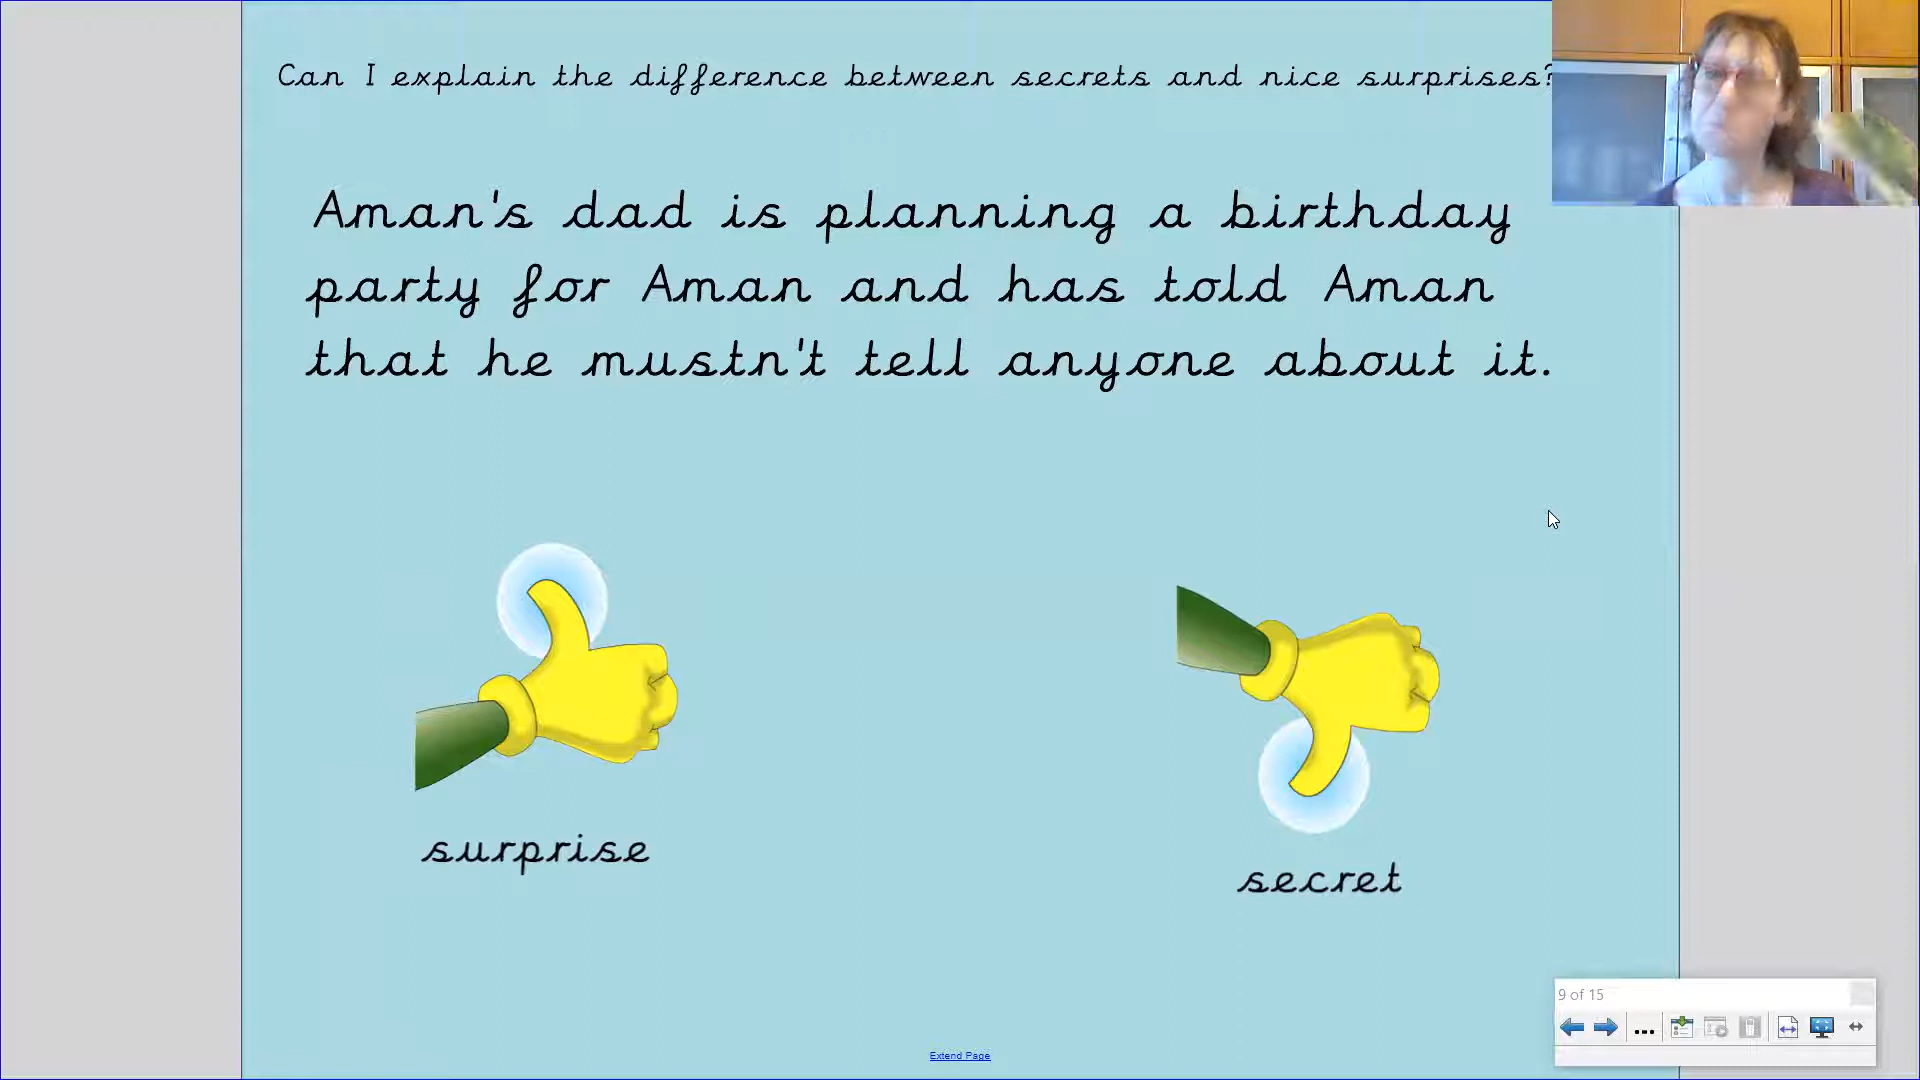 Can I explain the difference between secrets and nice surprises?
Aman's dad is planning a birthday
party for Aman and has told Aman
that he mustn't tell anyone about it.
surprise
secret
9 of 15
Extend Page